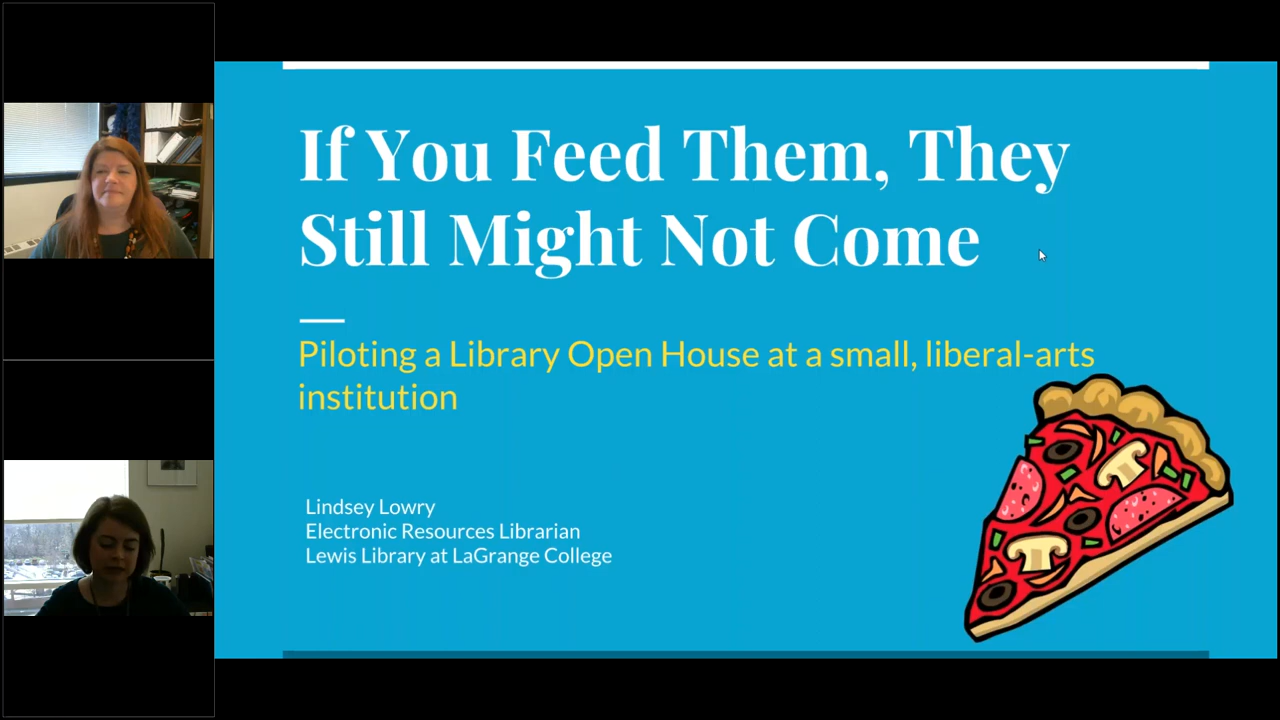 If You Feed Them, They
Still Might Not Come
Piloting a Library Open House at a small, liberal-arts
institution
Lindsey Lowry
Electronic Resources Librarian
Lewis Library at LaGrange College